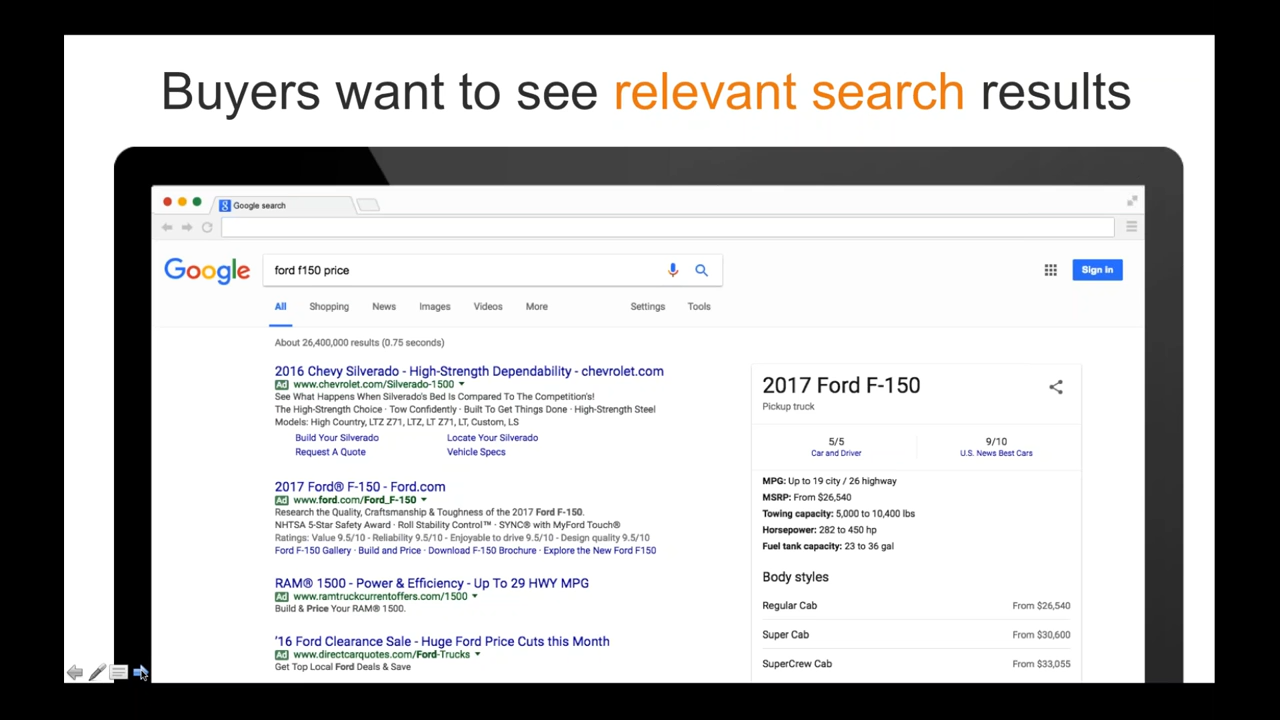 Buyers want to see relevant search results
Google search
Google
ford f150 price
Sign in
All Shopping News Images Videos More Settings Tools
About 26,400,000 results (0.75 seconds)
2016 Chevy Silverado - High-Strength Dependability - chevrolet.com
Ad www.chevrolet.com/Silverado-1500
See What Happens When Silverado's Bed Is Compared To The Competition's!
The High-Strength Choice · Tow Confidently · Built To Get Things Done · High-Strength Steel
Models: High Country, LTZ Z71, LTZ, LT Z71, LT, Custom, LS
Build Your Silverado Locate Your Silverado
Request A Quote Vehicle Specs
2017 Ford® F-150 - Ford.com
Ad www.ford.com/Ford_F-150
Research the Quality, Craftsmanship & Toughness of the 2017 Ford F-150.
NHTSA 5-Star Safety Award · Roll Stability Control™ · SYNC® with MyFord Touch®
Ratings: Value 9.5/10 - Reliability 9.5/10 - Enjoyable to drive 9.5/10 - Design quality 9.5/10
Ford F-150 Gallery · Build and Price · Download F-150 Brochure · Explore the New Ford F150
RAM® 1500 - Power & Efficiency - Up To 29 HWY MPG
Ad www.ramtruckcurrentoffers.com/1500
Build & Price Your RAM® 1500.
'16 Ford Clearance Sale - Huge Ford Price Cuts this Month
Ad www.directcarquotes.com/Ford-Trucks
Get Top Local Ford Deals & Save
2017 Ford F-150
Pickup truck
5/5 9/10
Car and Driver U.S. News Best Cars
MPG: Up to 19 city / 26 highway
MSRP: From $26,540
Towing capacity: 5,000 to 10,400 lbs
Horsepower: 282 to 450 hp
Fuel tank capacity: 23 to 36 gal
Body styles
Regular Cab From $26,540
Super Cab From $30,600
SuperCrew Cab From $33,055